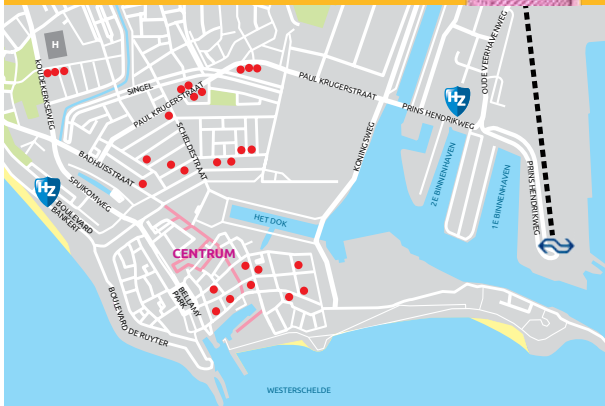 H
KOUDEKERKSEWEG
SINGEL
PAUL KRUGERSTRAAT
PAUL KRUGERSTRAAT
OUDE VEERHAVENWEG
HZ
PRINS HENDRIKWEG
SCHELDESTRAAT
KONINGSWEG
BADHUISSTRAAT
2E BINNENHAVEN
1E BINNENHAVEN
PRINS HENDRIKWEG
HZ
SPUIKOMWEG
BOULEVARD
BANKERT
HET DOK
CENTRUM
BELLAMY
PARK
BOULEVARD DE RUYTER
WESTERSCHELDE